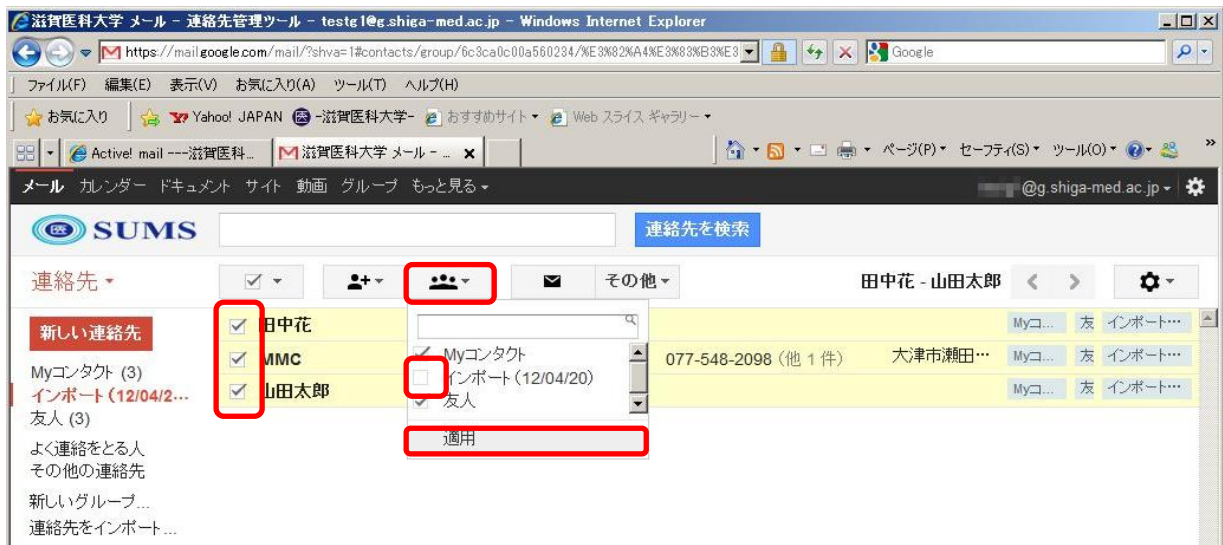 滋賀医科大学 メール - 連絡先管理ツール - testg1@g.shiga-med.ac.jp - Windows Internet Explorer
https://mail.google.com/mail/?shva=1#contacts/group/6c3ca0c00a560234/%E3%82%A4%E3%83%B3%E3
Google
ファイル(F) 編集(E) 表示(V) お気に入り(A) ツール(T) ヘルプ(H)
お気に入り Yahoo! JAPAN -滋賀医科大学- おすすめサイト Web スライス ギャラリー
Active! mail ---滋賀医科... 滋賀医科大学 メール - ... ページ(P) セーフティ(S) ツール(O)
メール カレンダー ドキュメント サイト 動画 グループ もっと見る @g.shiga-med.ac.jp
SUMS 連絡先を検索
連絡先 その他 田中花 - 山田太郎
新しい連絡先
Myコンタクト (3)
インポート (12/04/2...
友人 (3)
よく連絡をとる人
その他の連絡先
新しいグループ...
連絡先をインポート...
田中花 Myコ... 友 インポート…
MMC 077-548-2098 (他 1 件) 大津市瀬田… Myコ... 友 インポート…
山田太郎 Myコ... 友 インポート…
Myコンタクト
インポート (12/04/20)
友人
適用